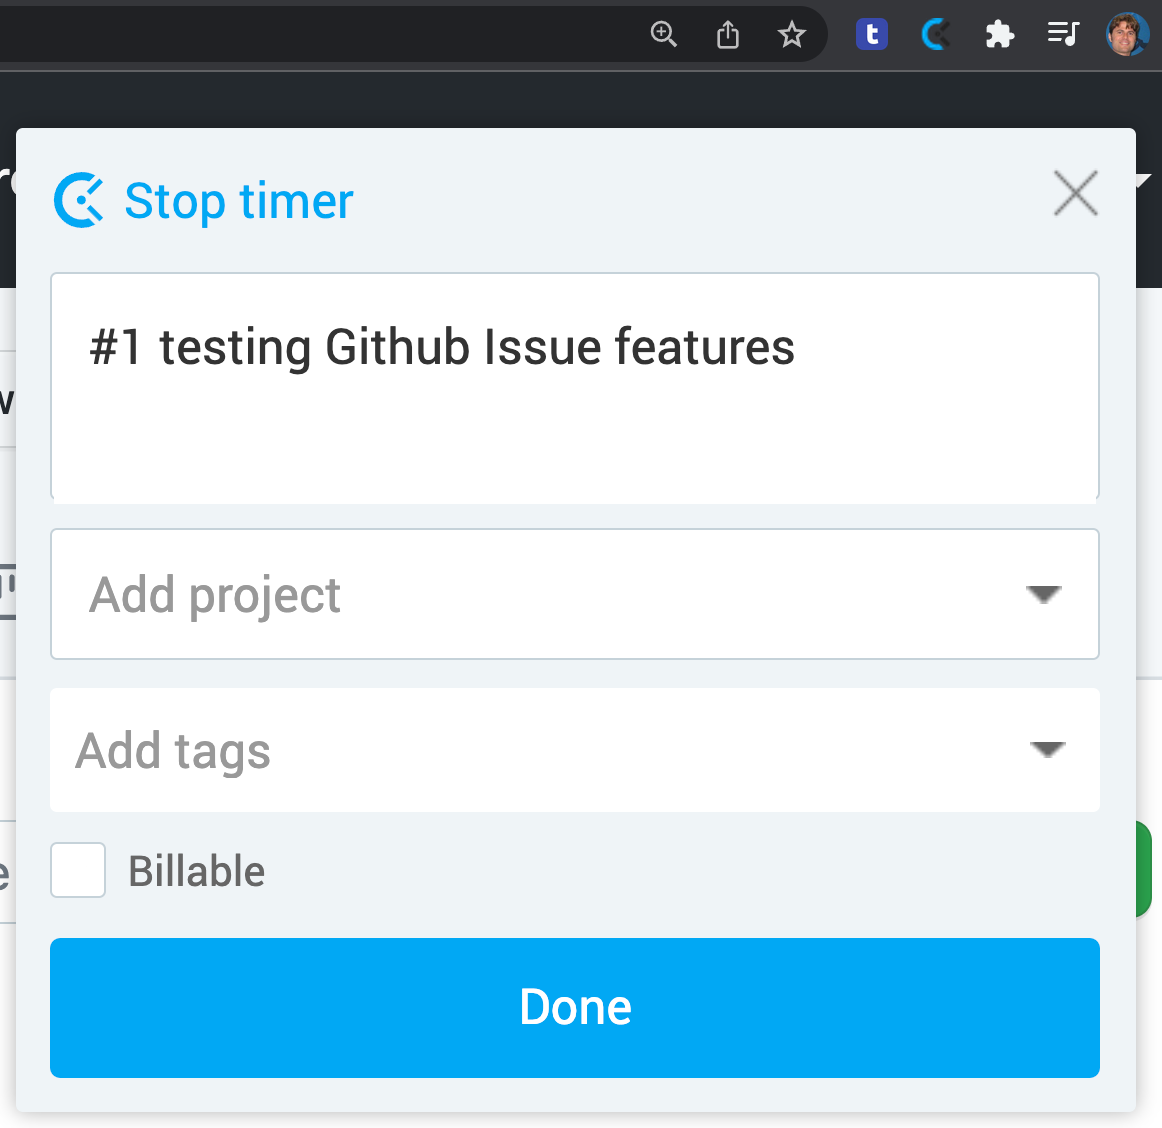 t
Stop timer
#1 testing Github Issue features
Add project
Add tags
Billable
Done